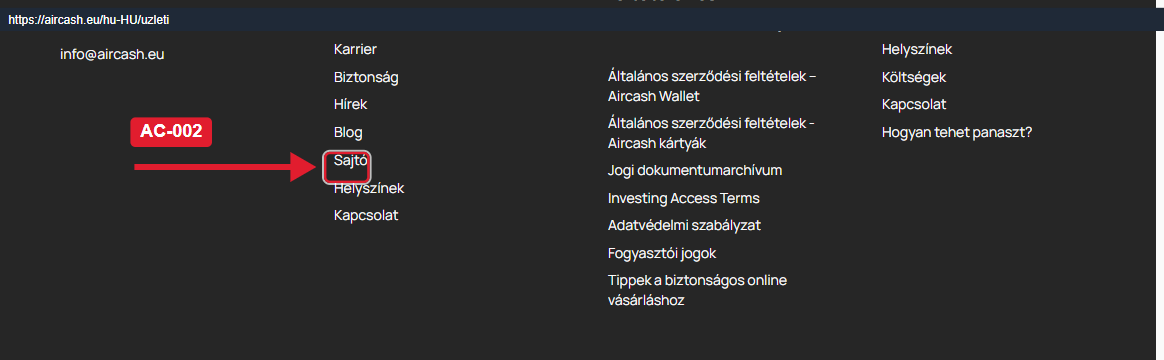 https://aircash.eu/hu-HU/uzleti
info@aircash.eu
AC-002
Karrier
Biztonság
Hírek
Blog
Sajtó
Helyszínek
Kapcsolat
Általános szerződési feltételek –
Aircash Wallet
Általános szerződési feltételek -
Aircash kártyák
Jogi dokumentumarchívum
Investing Access Terms
Adatvédelmi szabályzat
Fogyasztói jogok
Tippek a biztonságos online
vásárláshoz
Helyszínek
Költségek
Kapcsolat
Hogyan tehet panaszt?